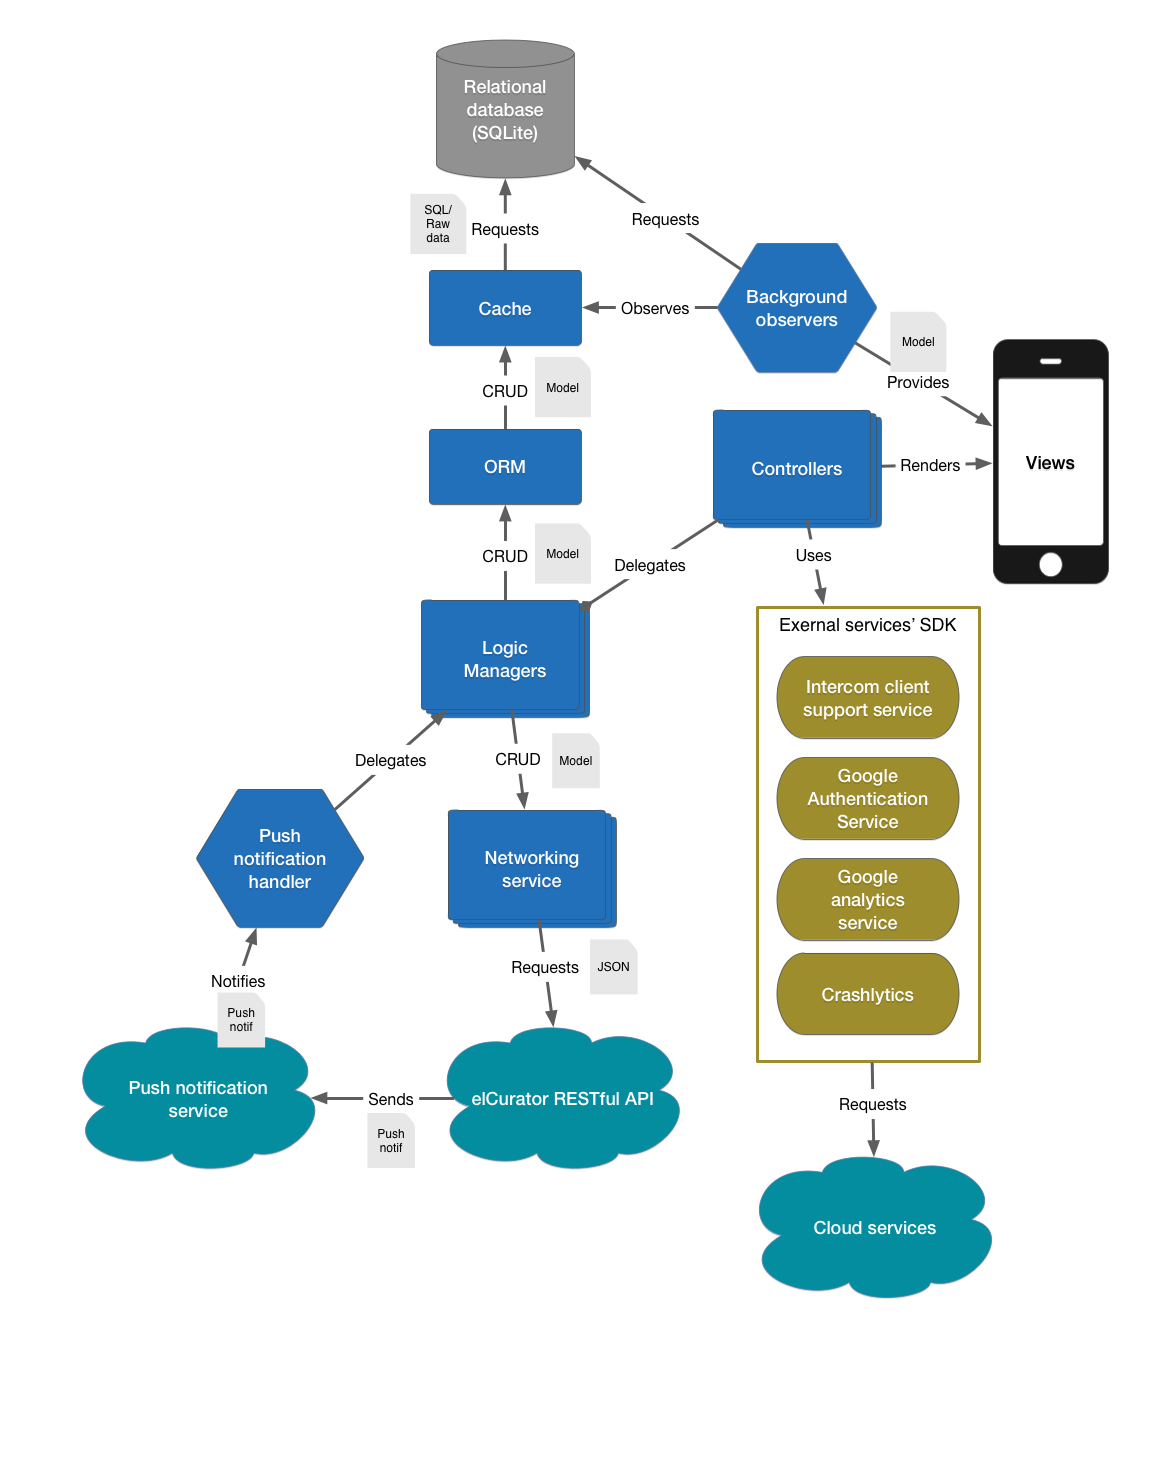 Relational
database
(SQLite)
SQL/
Raw
data
Requests
Requests
Cache
Observes
Background
observers
Model
Provides
CRUD
Model
ORM
Controllers
Renders
Views
CRUD
Model
Delegates
Uses
Logic
Managers
Exernal services’ SDK
Intercom client
support service
Google
Authentication
Service
Google
analytics
service
Crashlytics
Delegates
CRUD
Model
Push
notification
handler
Networking
service
Notifies
Push
notif
Requests
JSON
Push notification
service
Sends
Push
notif
elCurator RESTful API
Requests
Cloud services